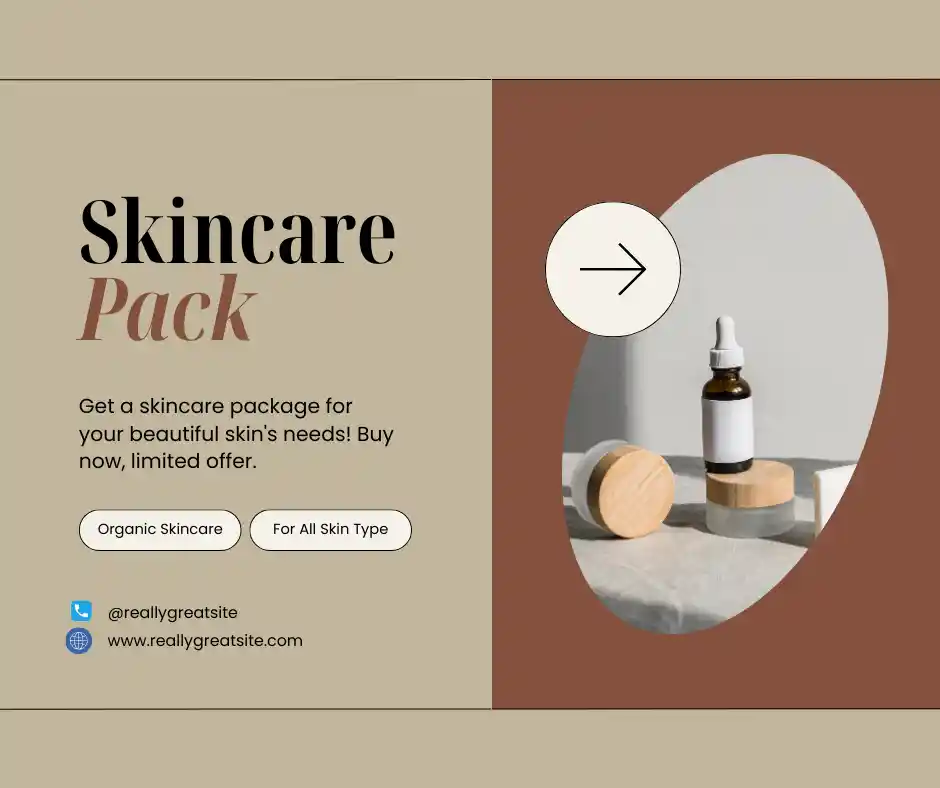 Skincare
Pack
Get a skincare package for
your beautiful skin's needs! Buy
now, limited offer.
Organic Skincare
For All Skin Type
@reallygreatsite
www.reallygreatsite.com